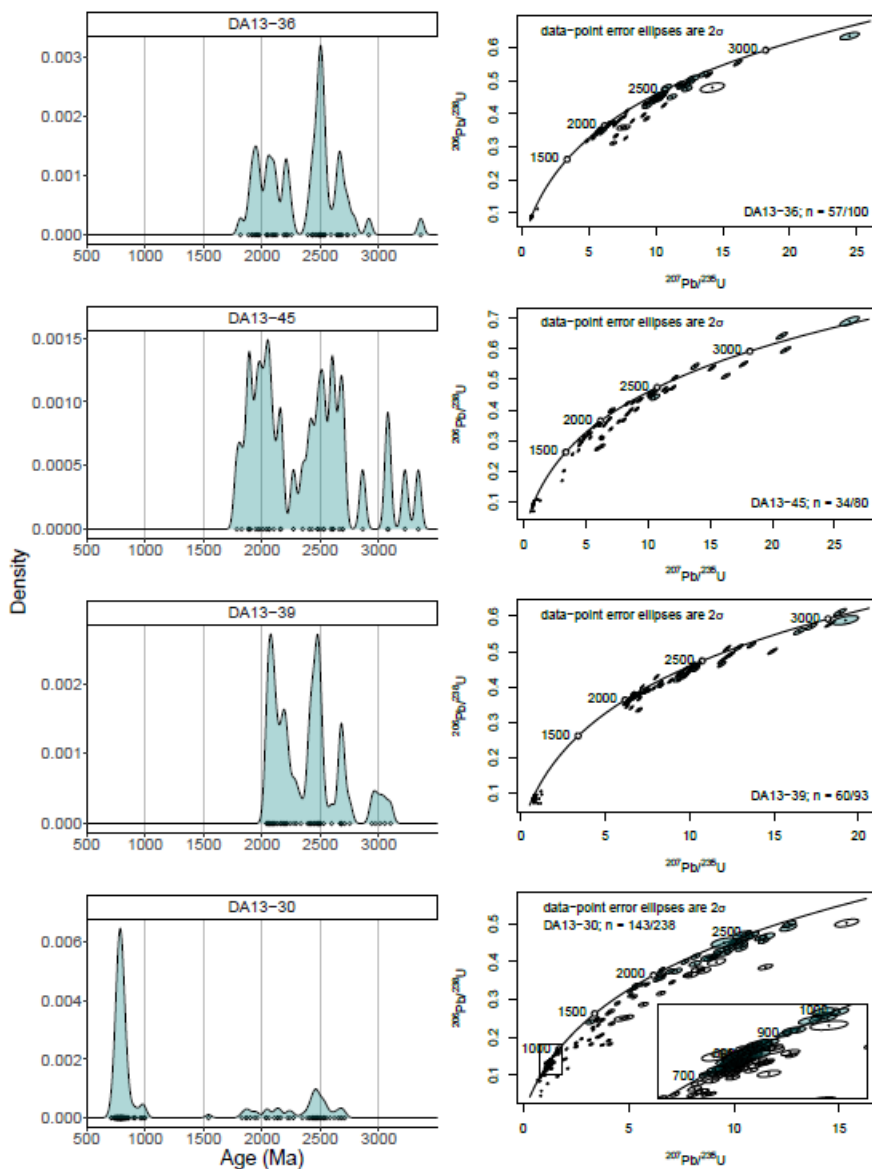 DA13−36
0.003
0.002
0.001
0.000
500 1000 1500 2000 2500 3000
data−point error ellipses are 2σ
3000
2500
2000
1500
0.6
0.5
0.4
0.3
0.2
0.1
206Pb/238U
DA13−36; n = 57/100
0 5 10 15 20 25
207Pb/235U
DA13−45
0.0015
0.0010
0.0005
0.0000
500 1000 1500 2000 2500 3000
data−point error ellipses are 2σ
3000
2500
2000
1500
0.7
0.6
0.5
0.4
0.3
0.2
0.1
206Pb/238U
DA13−45; n = 34/80
0 5 10 15 20 25
207Pb/235U
Density
DA13−39
0.002
0.001
0.000
500 1000 1500 2000 2500 3000
data−point error ellipses are 2σ
3000
2500
2000
1500
0.6
0.5
0.4
0.3
0.2
0.1
206Pb/238U
DA13−39; n = 60/93
0 5 10 15 20
207Pb/235U
DA13−30
0.006
0.004
0.002
0.000
500 1000 1500 2000 2500 3000
Age (Ma)
data−point error ellipses are 2σ
DA13−30; n = 143/238
2500
2000
1500
1000
0.5
0.4
0.3
0.2
0.1
206Pb/238U
1000
900
700
0 5 10 15
207Pb/235U